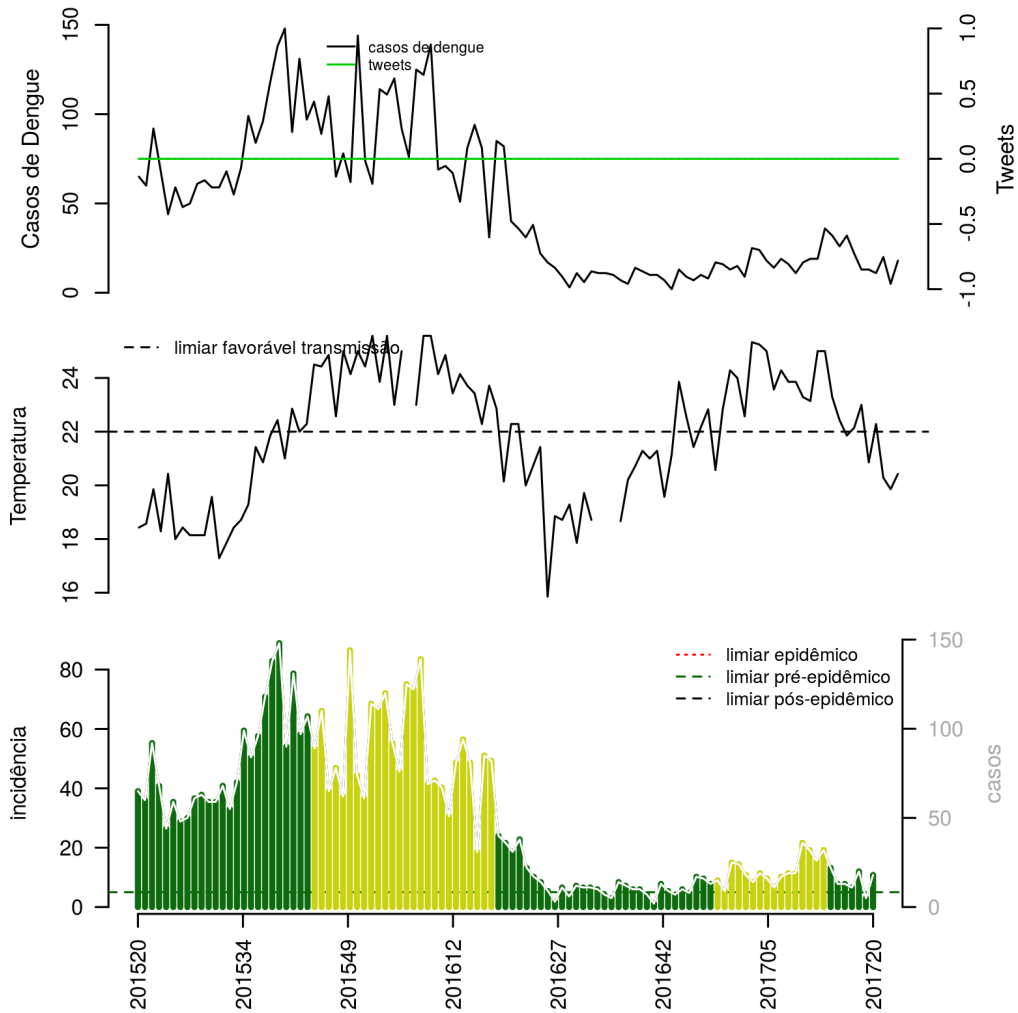 150
100
50
0
Casos de Dengue
casos de dengue
tweets
1.0
0.5
0.0
-0.5
-1.0
Tweets
limiar favorável transmissão
24
22
20
18
16
Temperatura
limiar epidêmico
limiar pré-epidêmico
limiar pós-epidêmico
80
60
40
20
0
incidência
150
100
50
0
casos
201520
201534
201549
201612
201627
201642
201705
201720